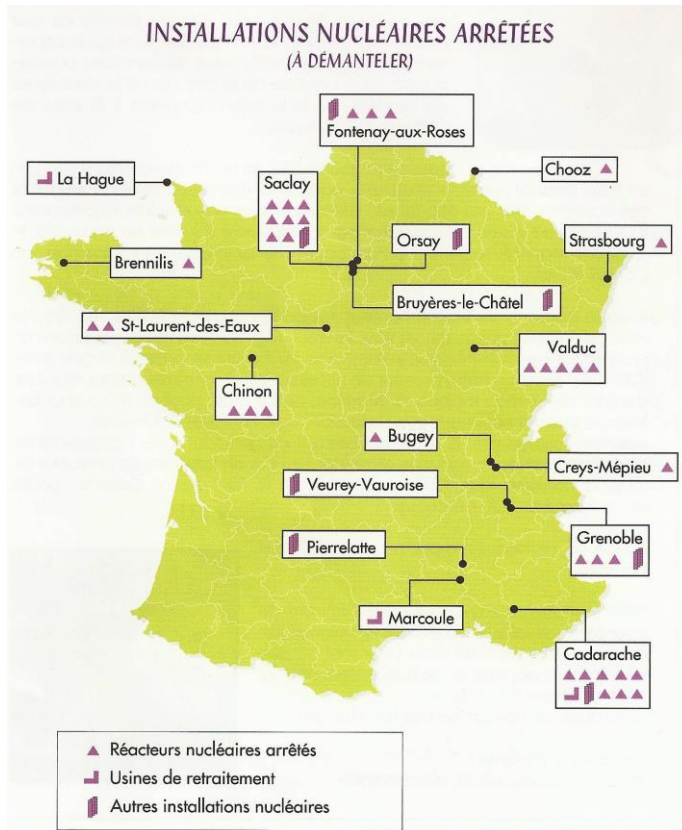 INSTALLATIONS NUCLÉAIRES ARRÊTÉES
(À DÉMANTELER)
Fontenay-aux-Roses
La Hague
Saclay
Chooz
Brennilis
Orsay
Strasbourg
Bruyères-le-Châtel
St-Laurent-des-Eaux
Valduc
Chinon
Bugey
Creys-Mépieu
Veurey-Vauroise
Grenoble
Pierrelatte
Marcoule
Cadarache
Réacteurs nucléaires arrêtés
Usines de retraitement
Autres installations nucléaires